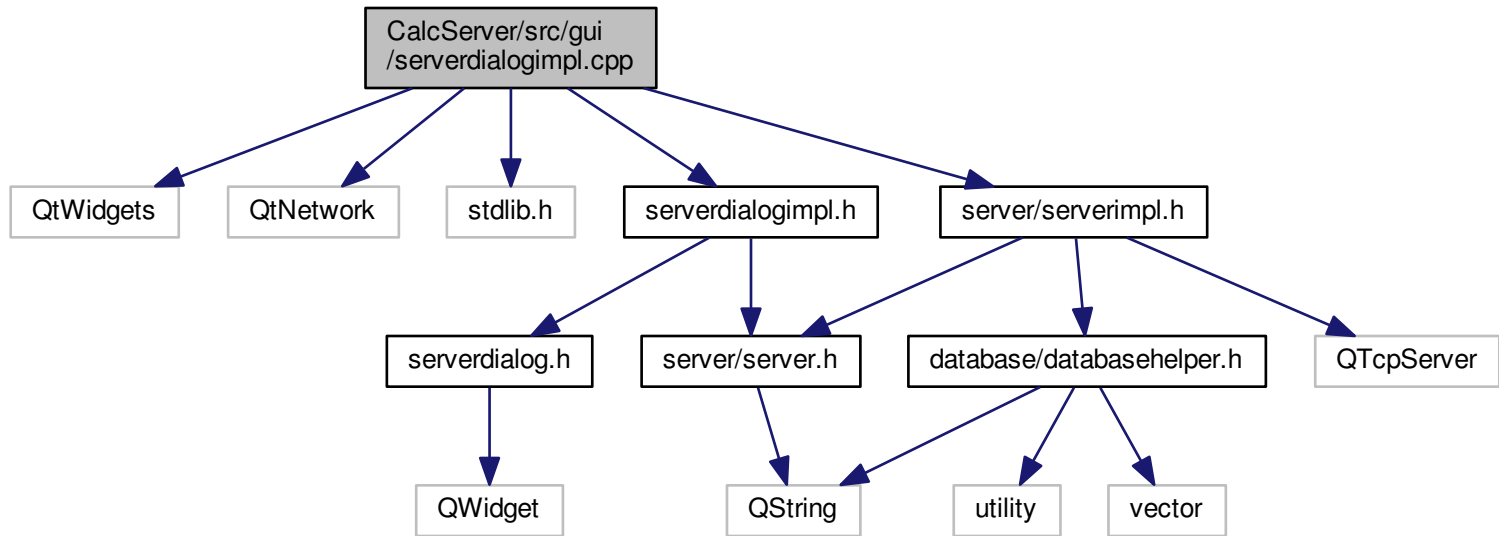 CalcServer/src/gui
/serverdialogimpl.cpp
QtWidgets
QtNetwork
stdlib.h
serverdialogimpl.h
server/serverimpl.h
serverdialog.h
server/server.h
database/databasehelper.h
QTcpServer
QWidget
QString
utility
vector